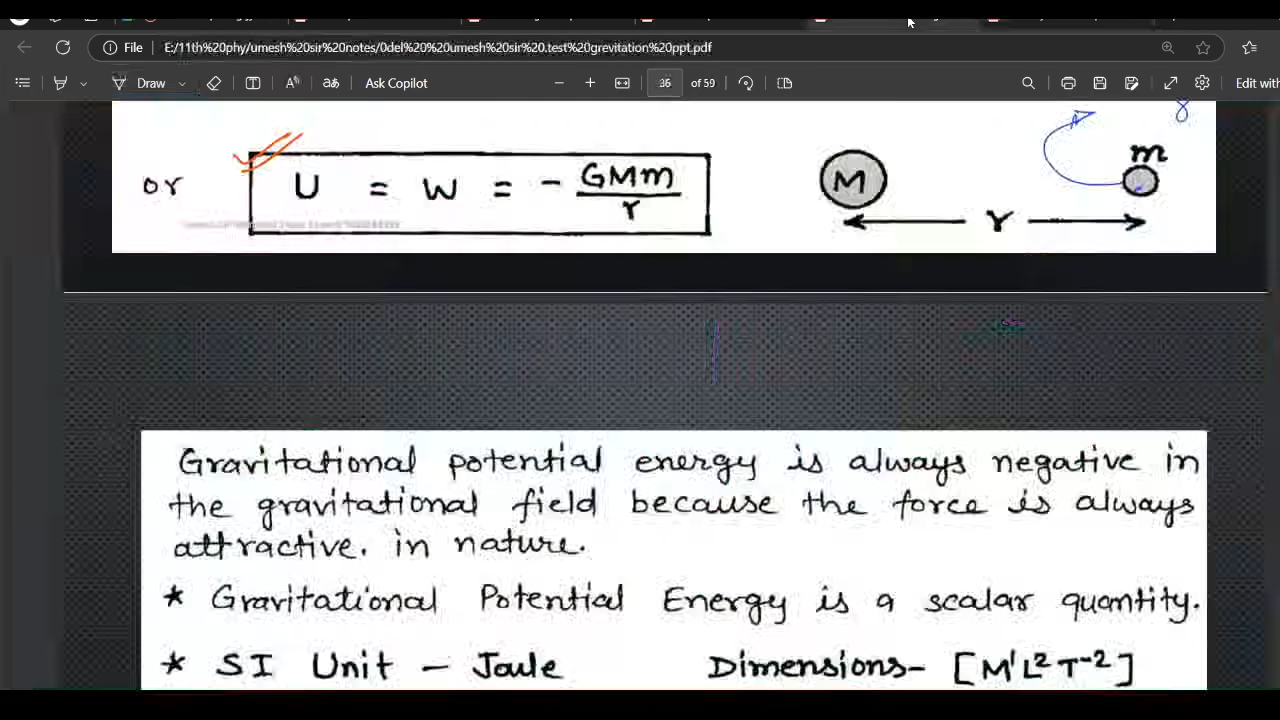 File E:/11th%20phy/umesh%20sir%20notes/0del%20%20umesh%20sir%20.test%20grevitation%20ppt.pdf
Draw Ask Copilot 36 of 59 Edit with
or U = W = - GMm / r
M m
r
8
Gravitational potential energy is always negative in
the gravitational field because the force is always
attractive. in nature.
* Gravitational Potential Energy is a scalar quantity.
* SI Unit - Joule Dimensions- [M¹L²T⁻²]